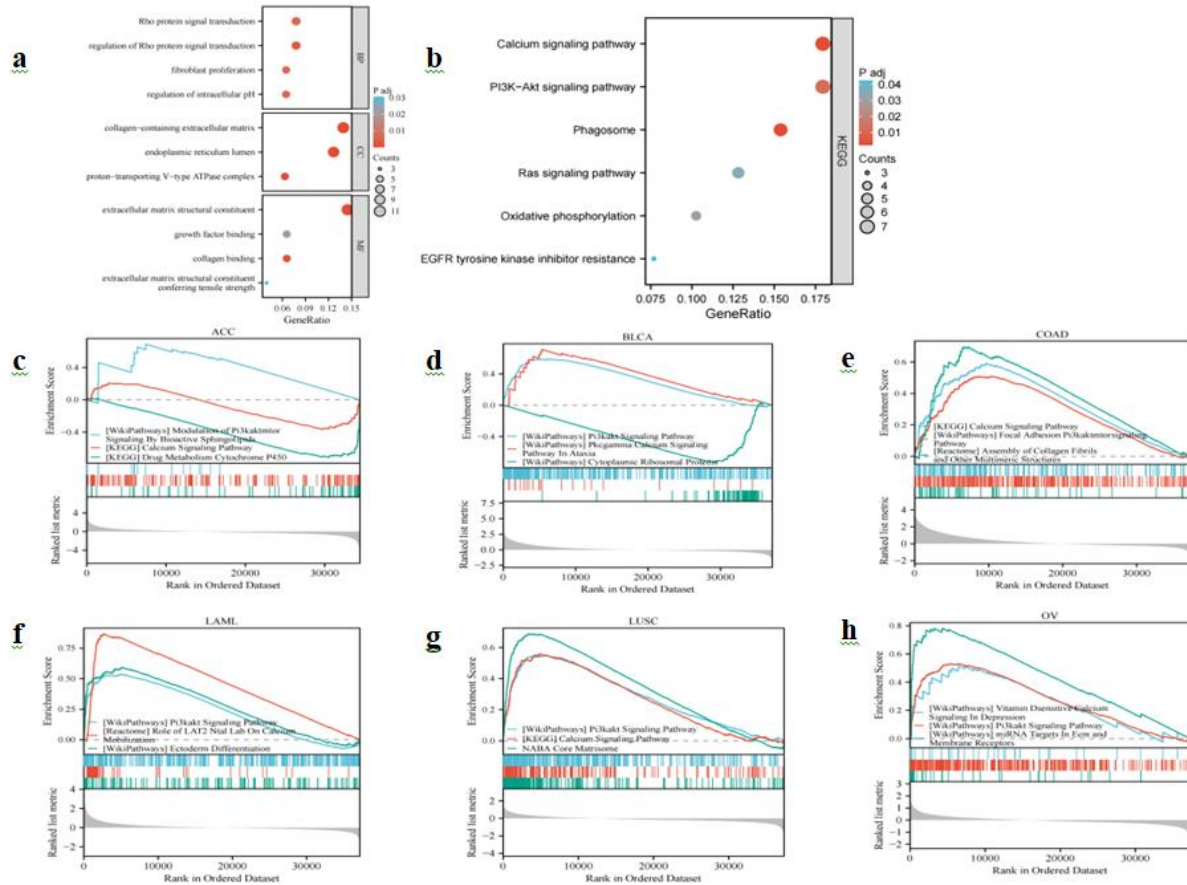 a
Rho protein signal transduction
regulation of Rho protein signal transduction
fibroblast proliferation
regulation of intracellular pH
BP
collagen-containing extracellular matrix
endoplasmic reticulum lumen
proton-transporting V-type ATPase complex
CC
extracellular matrix structural constituent
growth factor binding
collagen binding
extracellular matrix structural constituent
conferring tensile strength
MF
0.06 0.09 0.12 0.15
GeneRatio
P adj
0.03
0.02
0.01
Counts
3
5
7
9
11
b
Calcium signaling pathway
PI3K-Akt signaling pathway
Phagosome
Ras signaling pathway
Oxidative phosphorylation
EGFR tyrosine kinase inhibitor resistance
KEGG
0.075 0.100 0.125 0.150 0.175
GeneRatio
P adj
0.04
0.03
0.02
0.01
Counts
3
4
5
6
7
c
ACC
Enrichment Score
0.4
0.0
-0.4
[WikiPathways] Modulation of Pi3kaktmtor
Signaling By Bioactive Sphingolipids
[KEGG] Calcium Signaling Pathway
[KEGG] Drug Metabolism Cytochrome P450
Ranked list metric
4
0
-4
0 10000 20000 30000
Rank in Ordered Dataset
d
BLCA
Enrichment Score
0.4
0.0
-0.4
[WikiPathways] Pi3kakt Signaling Pathway
[WikiPathways] Pkcgamma Calcium Signaling
Pathway In Ataxia
[WikiPathways] Cytoplasmic Ribosomal Proteins
Ranked list metric
7.5
5.0
2.5
0.0
-2.5
0 10000 20000 30000
Rank in Ordered Dataset
e
COAD
Enrichment Score
0.6
0.4
0.2
0.0
[KEGG] Calcium Signaling Pathway
[WikiPathways] Focal Adhesion Pi3kaktmtorsignaling
Pathway
[Reactome] Assembly of Collagen Fibrils
and Other Multimeric Structures
Ranked list metric
4
2
0
-2
0 10000 20000 30000
Rank in Ordered Dataset
f
LAML
Enrichment Score
0.75
0.50
0.25
0.00
[WikiPathways] Pi3kakt Signaling Pathway
[Reactome] Role of LAT2 Ntal Lab On Calcium
Mobilization
[WikiPathways] Ectoderm Differentiation
Ranked list metric
4
2
0
-2
0 10000 20000 30000
Rank in Ordered Dataset
g
LUSC
Enrichment Score
0.6
0.4
0.2
0.0
[WikiPathways] Pi3kakt Signaling Pathway
[KEGG] Calcium Signaling Pathway
NABA Core Matrisome
Ranked list metric
4
2
0
-2
-4
0 10000 20000 30000
Rank in Ordered Dataset
h
OV
Enrichment Score
0.8
0.6
0.4
0.2
0.0
[WikiPathways] Vitamin Dsensitive Calcium
Signaling In Depression
[WikiPathways] Pi3kakt Signaling Pathway
[WikiPathways] miRNA Targets In Ecm and
Membrane Receptors
Ranked list metric
3
2
1
0
-1
-2
0 10000 20000 30000
Rank in Ordered Dataset